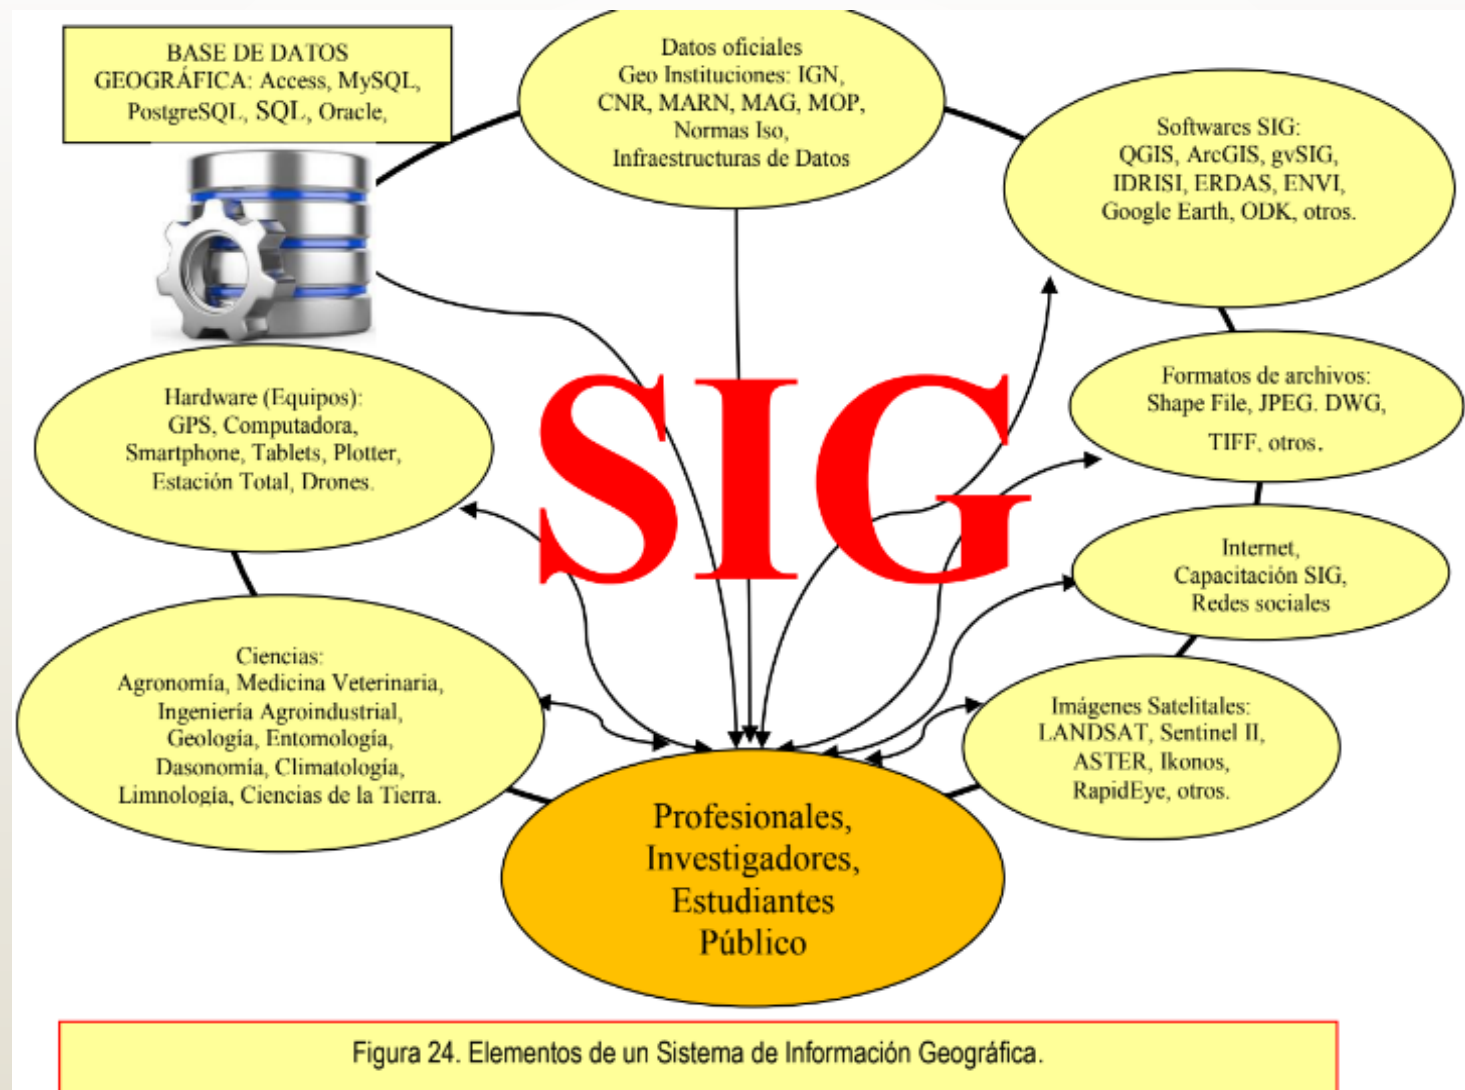 BASE DE DATOS
GEOGRÁFICA: Access, MySQL,
PostgreSQL, SQL, Oracle,
Datos oficiales
Geo Instituciones: IGN,
CNR, MARN, MAG, MOP,
Normas Iso,
Infraestructuras de Datos
Softwares SIG:
QGIS, ArcGIS, gvSIG,
IDRISI, ERDAS, ENVI,
Google Earth, ODK, otros.
Hardware (Equipos):
GPS, Computadora,
Smartphone, Tablets, Plotter,
Estación Total, Drones.
SIG
Formatos de archivos:
Shape File, JPEG. DWG,
TIFF, otros.
Internet,
Capacitación SIG,
Redes sociales
Ciencias:
Agronomía, Medicina Veterinaria,
Ingeniería Agroindustrial,
Geología, Entomología,
Dasonomía, Climatología,
Limnología, Ciencias de la Tierra.
Imágenes Satelitales:
LANDSAT, Sentinel II,
ASTER, Ikonos,
RapidEye, otros.
Profesionales,
Investigadores,
Estudiantes
Público
Figura 24. Elementos de un Sistema de Información Geográfica.